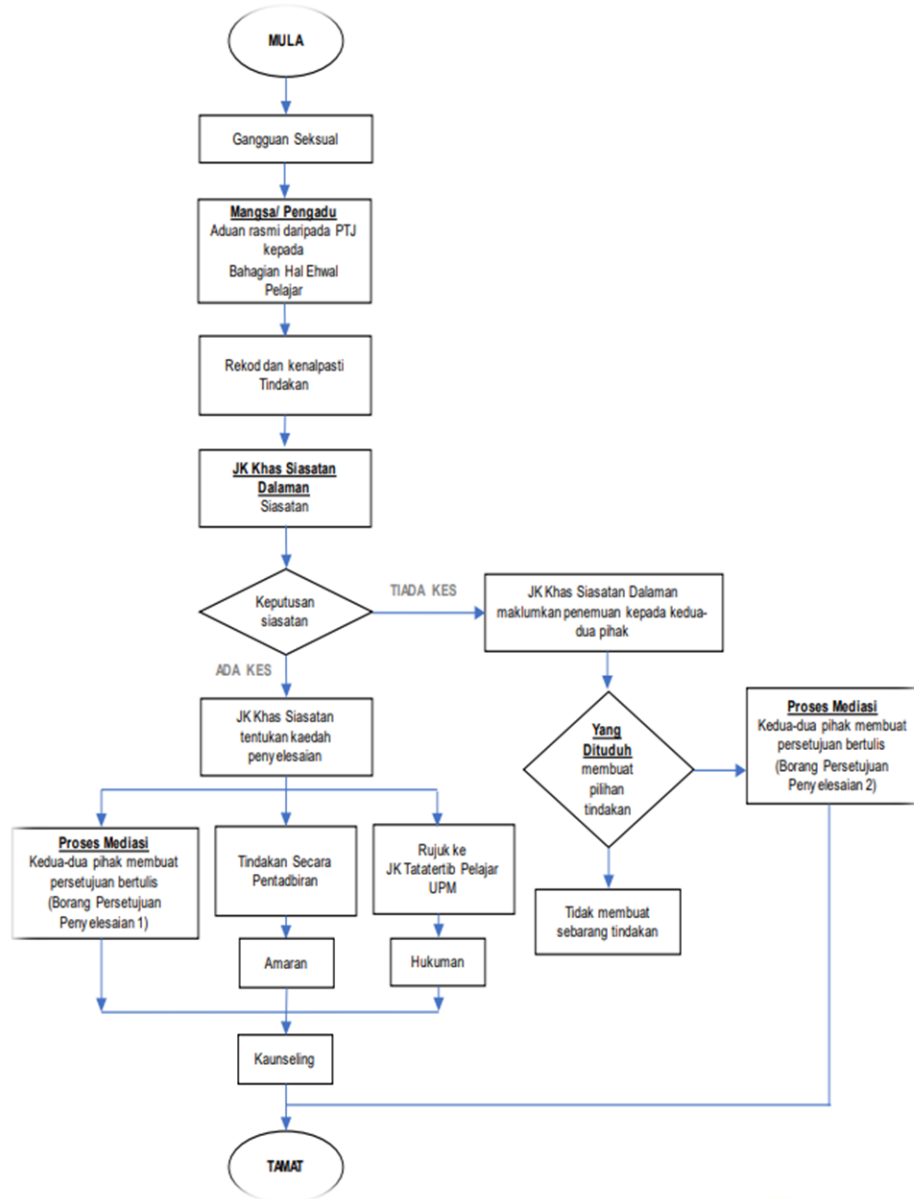 MULA
Gangguan Seksual
Mangsa/ Pengadu
Aduan rasmi daripada PTJ
kepada
Bahagian Hal Ehwal
Pelajar
Rekod dan kenalpasti
Tindakan
JK Khas Siasatan
Dalaman
Siasatan
Keputusan
siasatan
TIADA KES
JK Khas Siasatan Dalaman
maklumkan penemuan kepada kedua-
dua pihak
ADA KES
JK Khas Siasatan
tentukan kaedah
penyelesaian
Yang
Dituduh
membuat
pilihan
tindakan
Proses Mediasi
Kedua-dua pihak membuat
persetujuan bertulis
(Borang Persetujuan
Penyelesaian 2)
Proses Mediasi
Kedua-dua pihak membuat
persetujuan bertulis
(Borang Persetujuan
Penyelesaian 1)
Tindakan Secara
Pentadbiran
Rujuk ke
JK Tatatertib Pelajar
UPM
Tidak membuat
sebarang tindakan
Amaran
Hukuman
Kaunseling
TAMAT